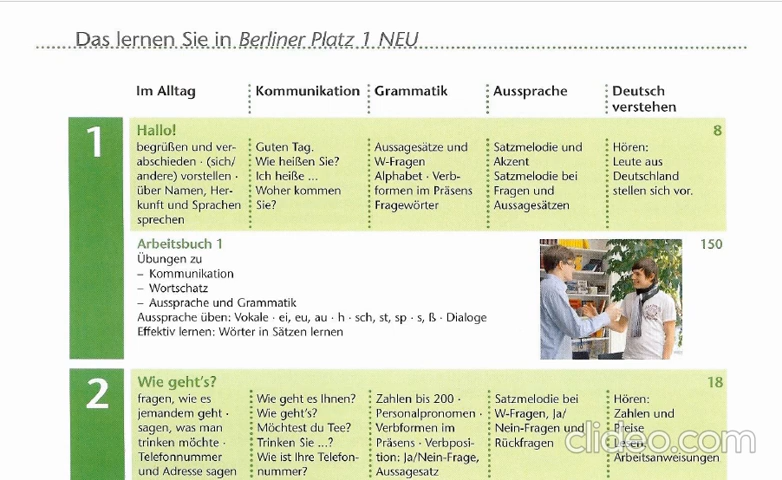 Das lernen Sie in Berliner Platz 1 NEU
Im Alltag
Kommunikation
Grammatik
Aussprache
Deutsch
verstehen
1
Hallo!
8
begrüßen und ver-
abschieden · (sich/
andere) vorstellen ·
über Namen, Her-
kunft und Sprachen
sprechen
Guten Tag.
Wie heißen Sie?
Ich heiße ...
Woher kommen
Sie?
Aussagesätze und
W-Fragen
Alphabet · Verb-
formen im Präsens
Fragewörter
Satzmelodie und
Akzent
Satzmelodie bei
Fragen und
Aussagesätzen
Hören:
Leute aus
Deutschland
stellen sich vor.
Arbeitsbuch 1
150
Übungen zu
– Kommunikation
– Wortschatz
– Aussprache und Grammatik
Aussprache üben: Vokale · ei, eu, au · h · sch, st, sp · s, ß · Dialoge
Effektiv lernen: Wörter in Sätzen lernen
2
Wie geht's?
18
fragen, wie es
jemandem geht ·
sagen, was man
trinken möchte ·
Telefonnummer
und Adresse sagen
Wie geht es Ihnen?
Wie geht's?
Möchtest du Tee?
Trinken Sie ...?
Wie ist Ihre Telefon-
nummer?
Zahlen bis 200 ·
Personalpronomen ·
Verbformen im
Präsens · Verbposi-
tion: Ja/Nein-Frage,
Aussagesatz
Satzmelodie bei
W-Fragen, Ja/
Nein-Fragen und
Rückfragen
Hören:
Zahlen und
Preise
Lesen:
Arbeitsanweisungen
clideo.com